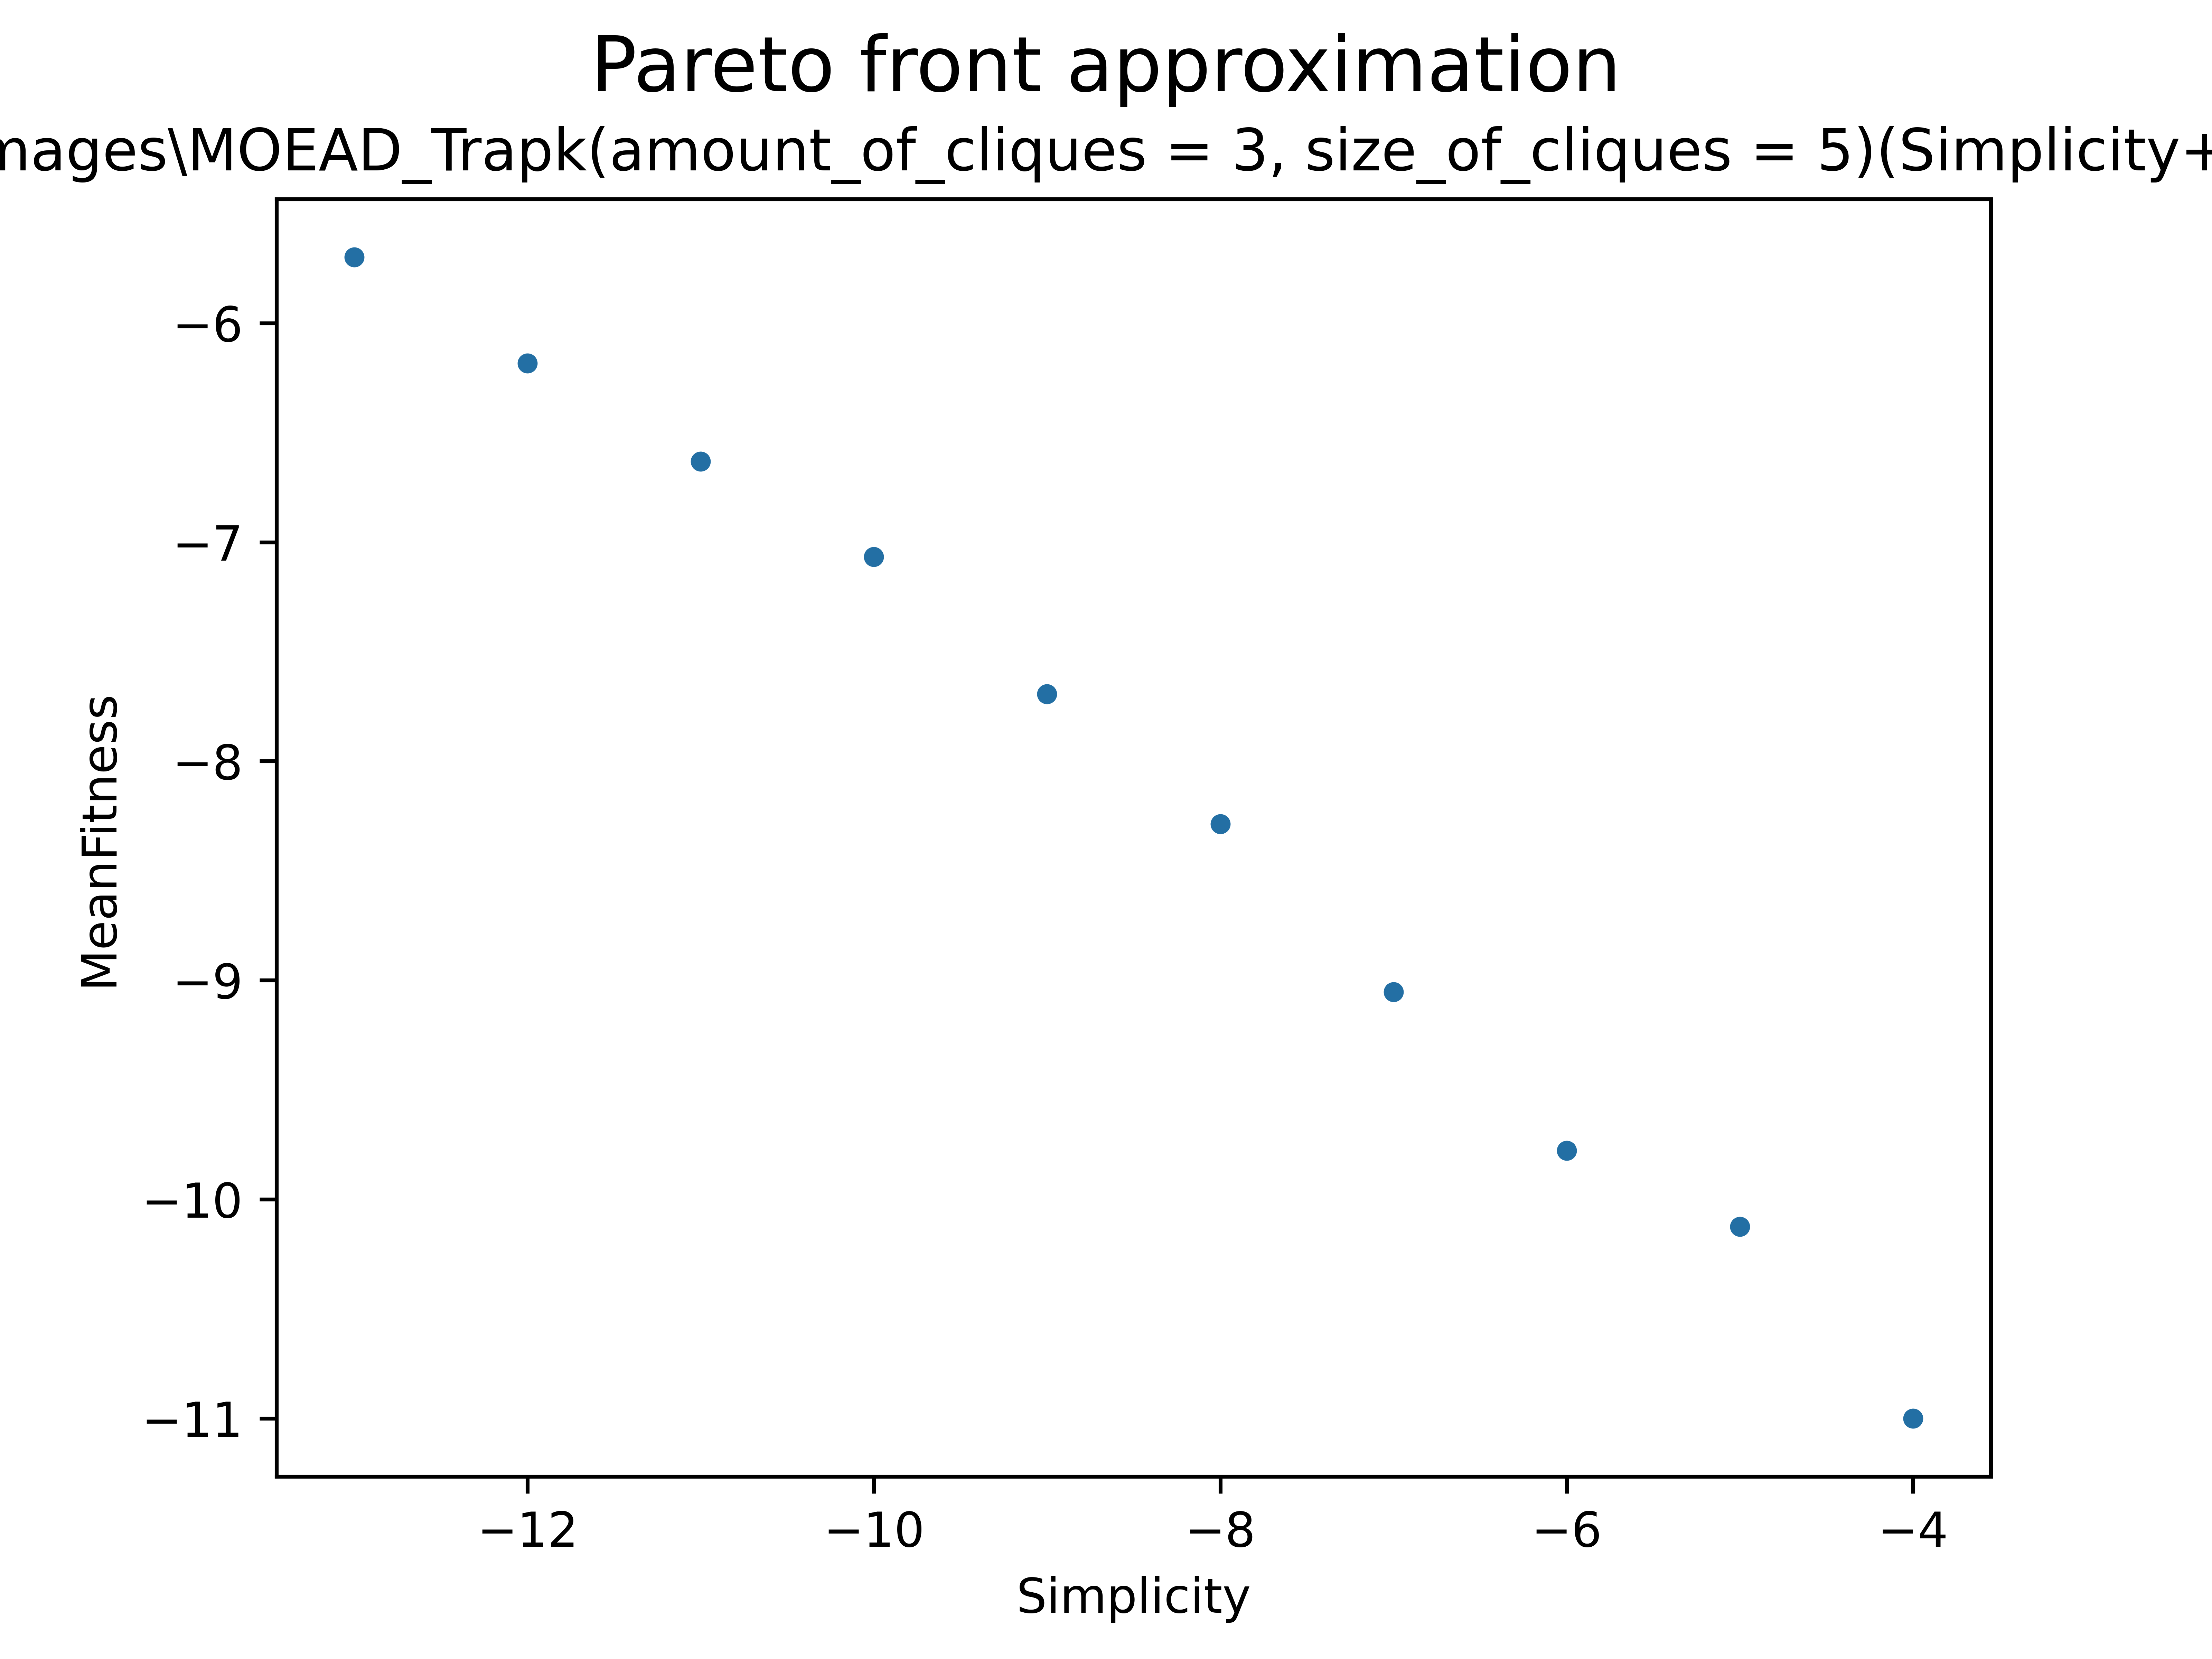 Pareto front approximation
mages\MOEAD_Trapk(amount_of_cliques = 3, size_of_cliques = 5)(Simplicity+
−6
−7
−8
−9
−10
−11
MeanFitness
−12 −10 −8 −6 −4
Simplicity